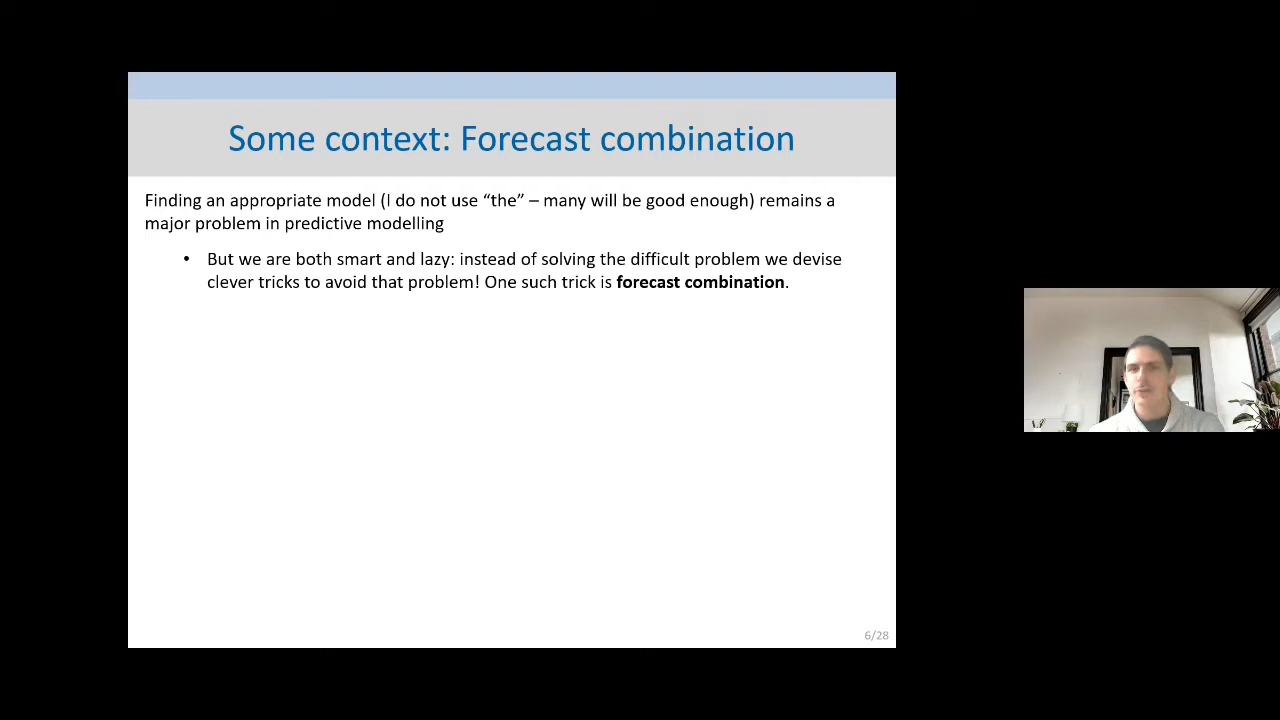 Some context: Forecast combination
Finding an appropriate model (I do not use “the” – many will be good enough) remains a
major problem in predictive modelling
• But we are both smart and lazy: instead of solving the difficult problem we devise
clever tricks to avoid that problem! One such trick is forecast combination.
6/28